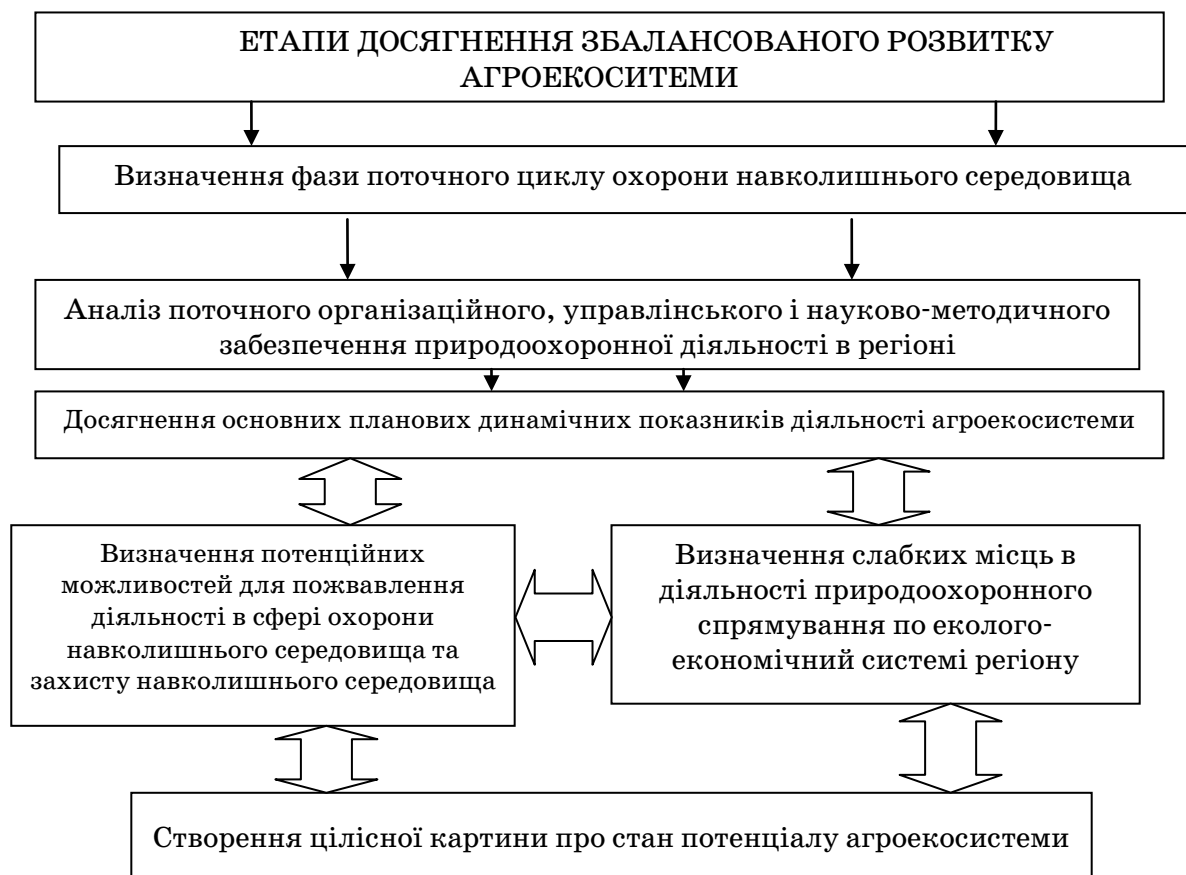 ЕТАПИ ДОСЯГНЕННЯ ЗБАЛАНСОВАНОГО РОЗВИТКУ
АГРОЕКОСИТЕМИ
Визначення фази поточного циклу охорони навколишнього середовища
Аналіз поточного організаційного, управлінського і науково-методичного
забезпечення природоохоронної діяльності в регіоні
Досягнення основних планових динамічних показників діяльності агроекосистеми
Визначення потенційних
можливостей для пожвавлення
діяльності в сфері охорони
навколишнього середовища та
захисту навколишнього середовища
Визначення слабких місць в
діяльності природоохоронного
спрямування по еколого-
економічний системі регіону
Створення цілісної картини про стан потенціалу агроекосистеми